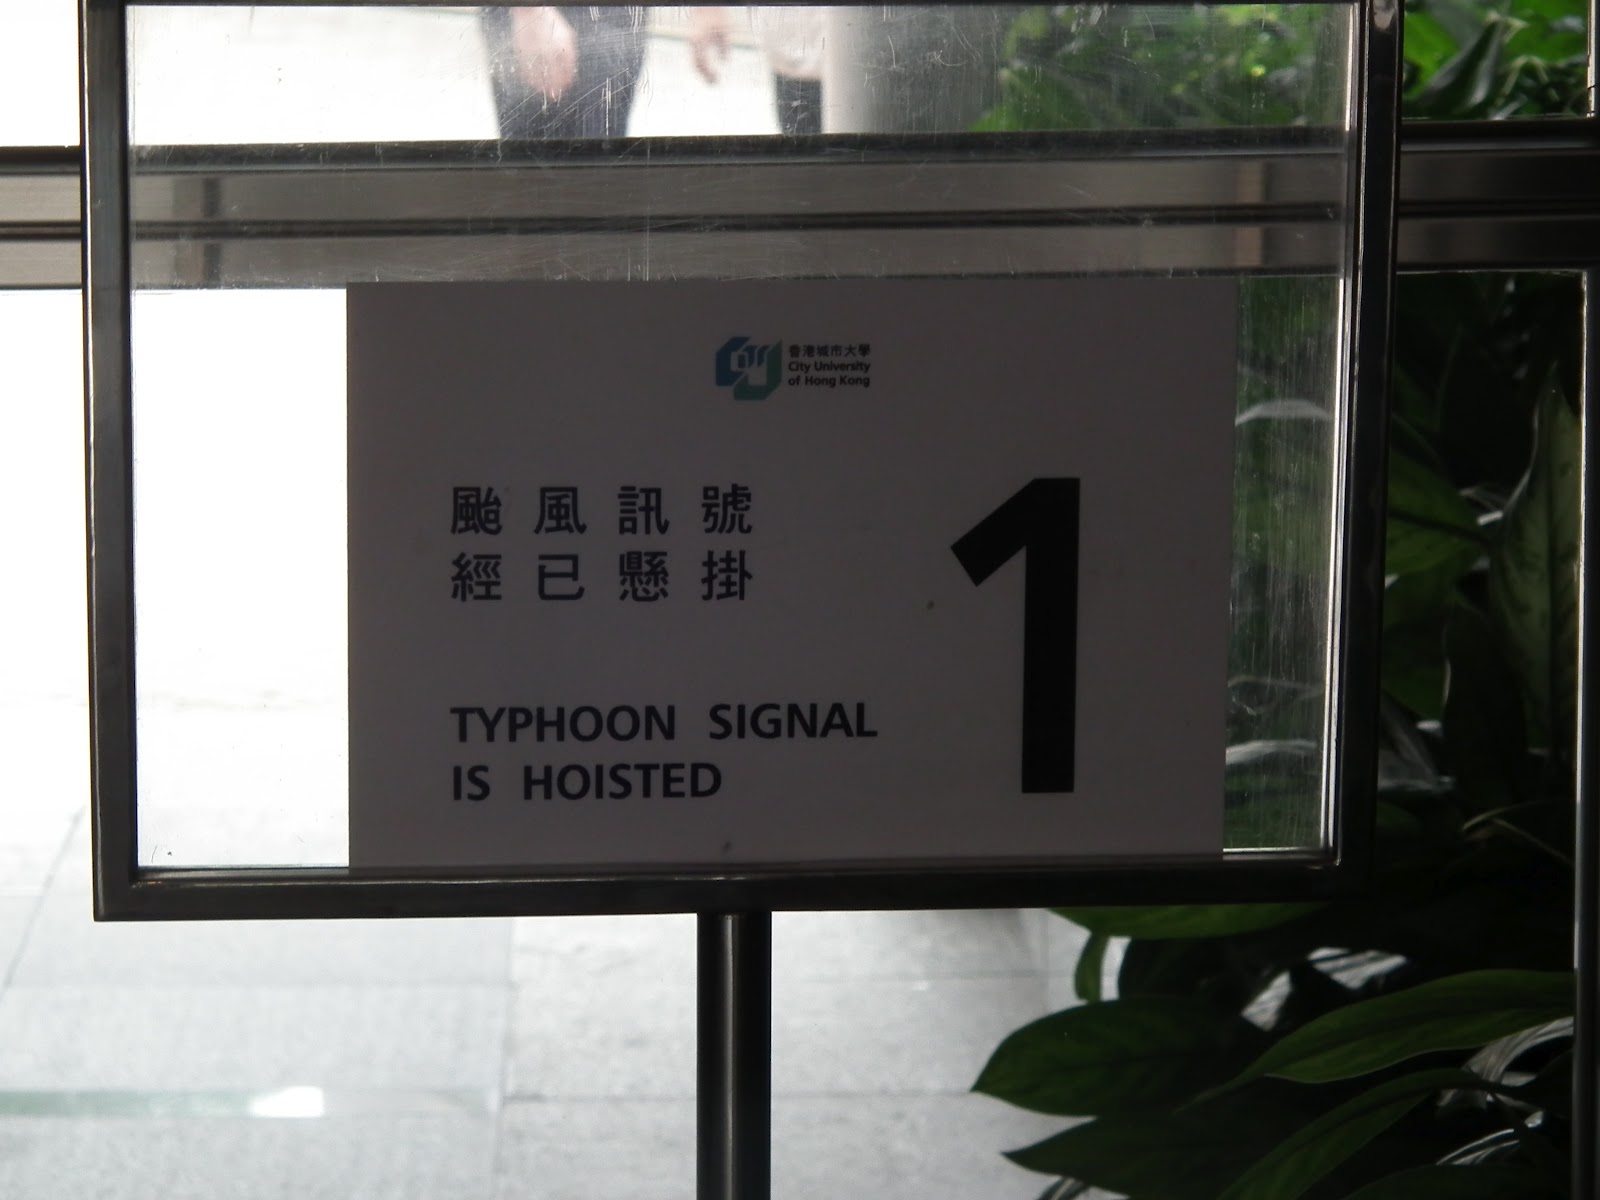 香港城市大學
City University
of Hong Kong
颱風訊號
經已懸掛
TYPHOON SIGNAL
IS HOISTED
1